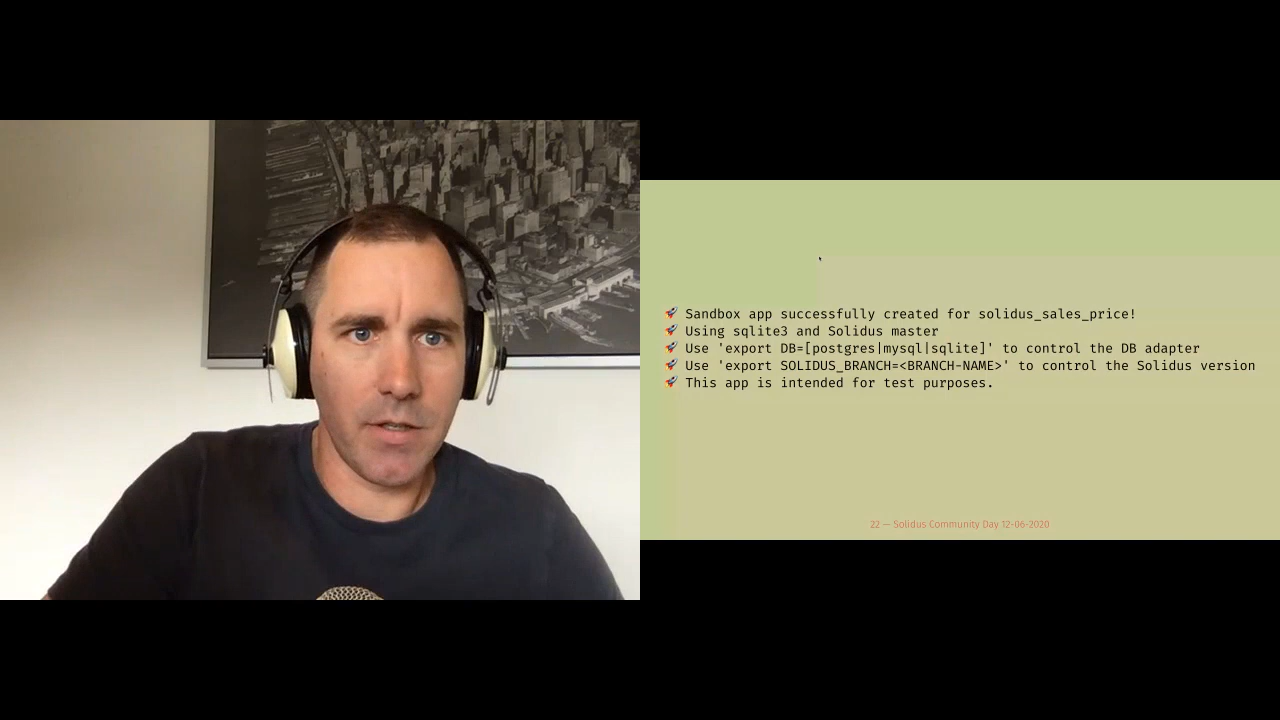 🚀 Sandbox app successfully created for solidus_sales_price!
🚀 Using sqlite3 and Solidus master
🚀 Use 'export DB=[postgres|mysql|sqlite]' to control the DB adapter
🚀 Use 'export SOLIDUS_BRANCH=<BRANCH-NAME>' to control the Solidus version
🚀 This app is intended for test purposes.
22 — Solidus Community Day 12-06-2020